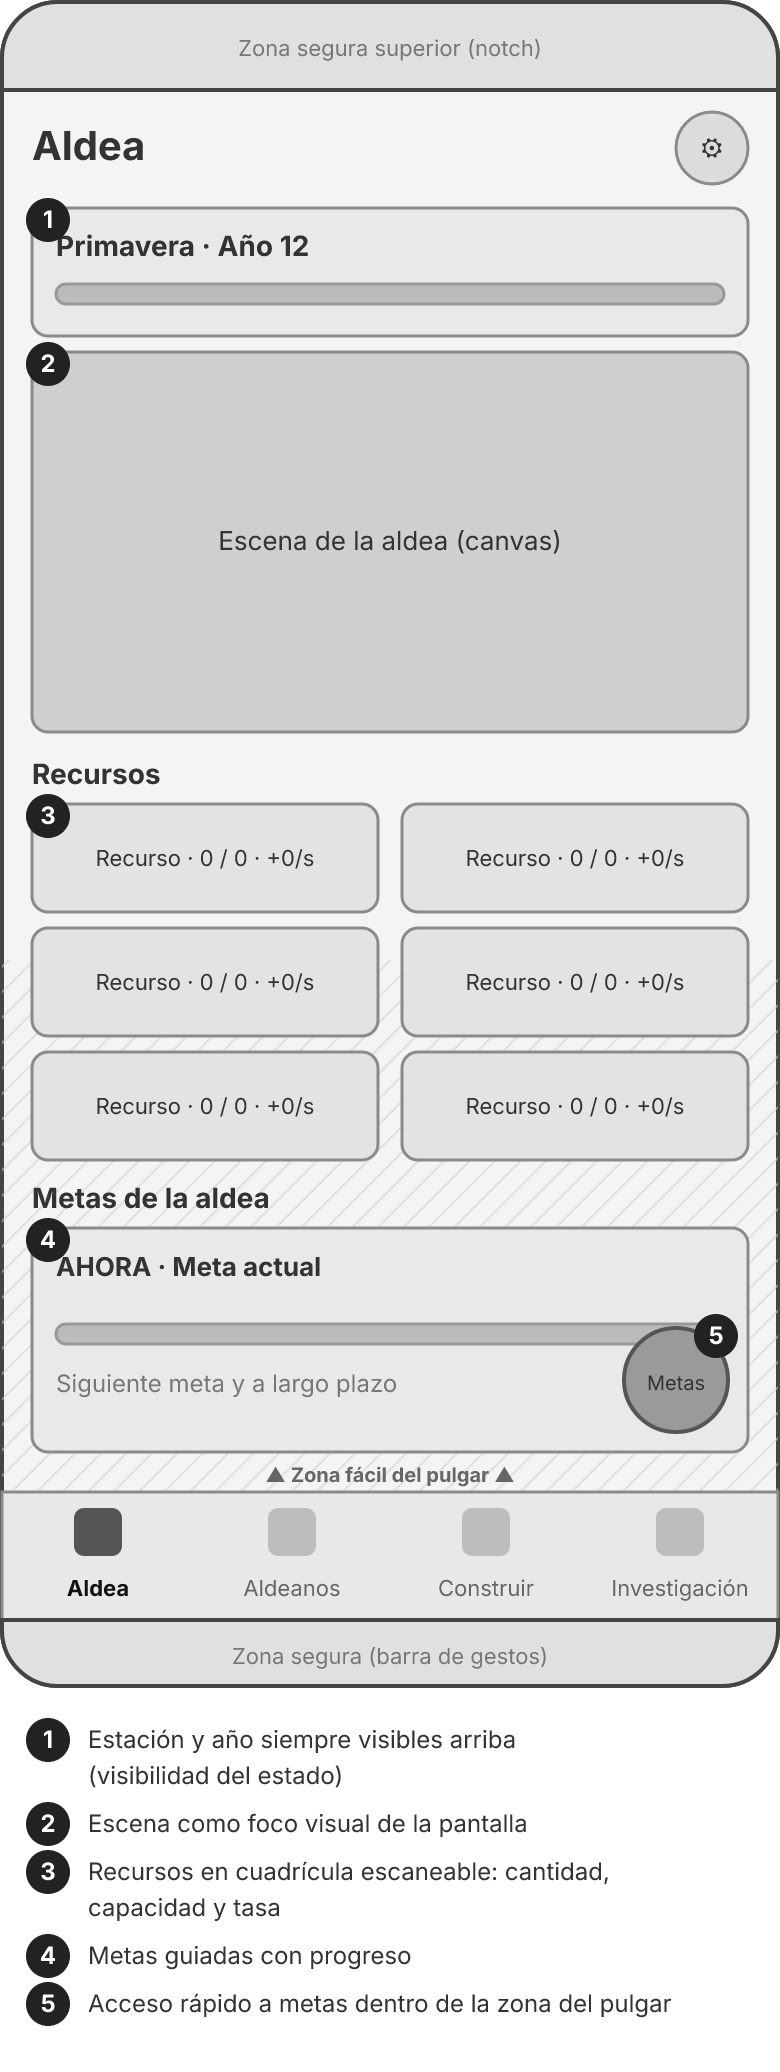 Zona segura superior (notch)
Aldea
⚙
1
Primavera · Año 12
2
Escena de la aldea (canvas)
Recursos
3
Recurso · 0 / 0 · +0/s
Recurso · 0 / 0 · +0/s
Recurso · 0 / 0 · +0/s
Recurso · 0 / 0 · +0/s
Recurso · 0 / 0 · +0/s
Recurso · 0 / 0 · +0/s
Metas de la aldea
4
AHORA · Meta actual
5
Siguiente meta y a largo plazo
Metas
▲ Zona fácil del pulgar ▲
Aldea
Aldeanos
Construir
Investigación
Zona segura (barra de gestos)
1 Estación y año siempre visibles arriba
(visibilidad del estado)
2 Escena como foco visual de la pantalla
3 Recursos en cuadrícula escaneable: cantidad,
capacidad y tasa
4 Metas guiadas con progreso
5 Acceso rápido a metas dentro de la zona del pulgar